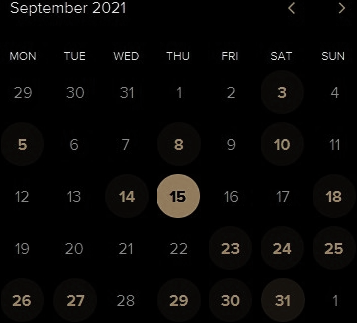 September 2021
MON TUE WED THU FRI SAT SUN
29 30 31 1 2 3 4
5 6 7 8 9 10 11
12 13 14 15 16 17 18
19 20 21 22 23 24 25
26 27 28 29 30 31 1